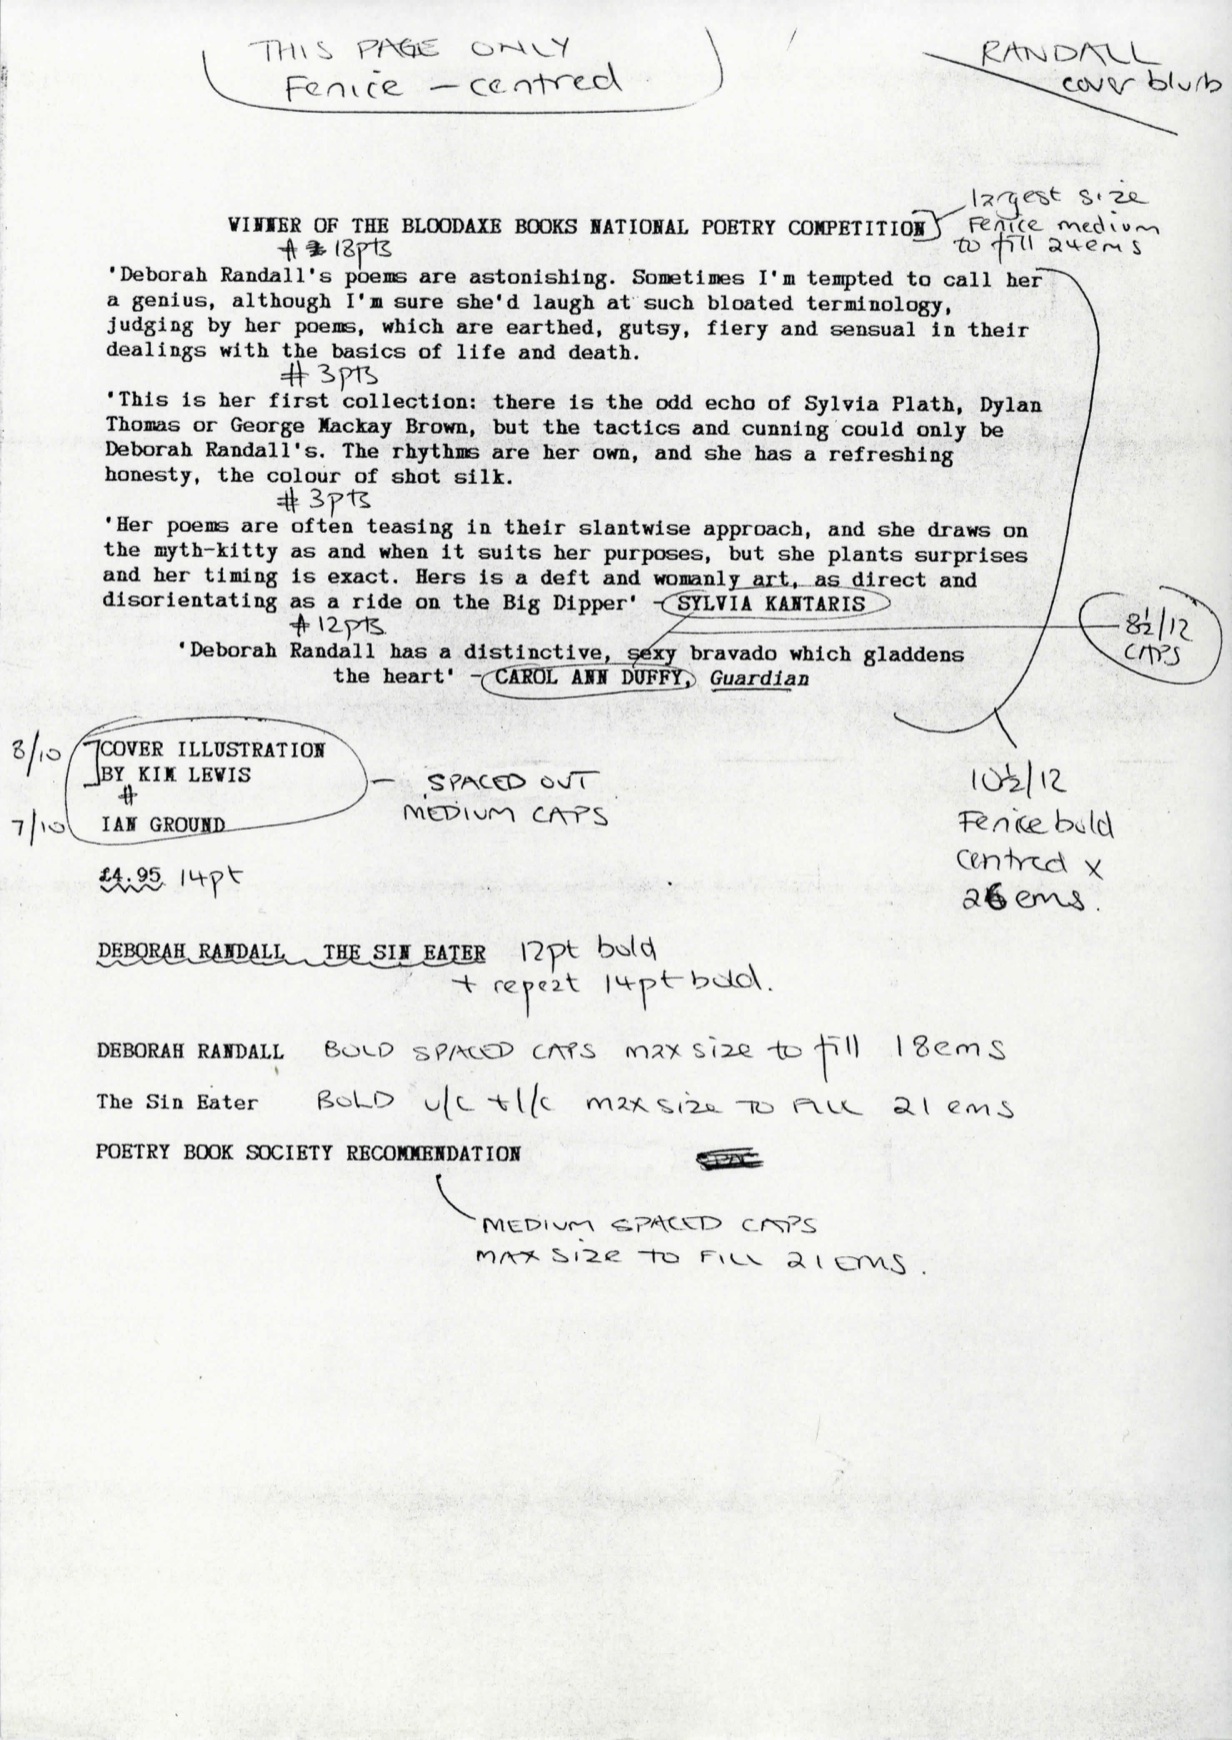 THIS PAGE ONLY
Fenice - centred
RANDALL
cover blurb
largest size
WINNER OF THE BLOODAXE BOOKS NATIONAL POETRY COMPETITION
Fenice medium
to fill 24ems
# 18pts
'Deborah Randall's poems are astonishing. Sometimes I'm tempted to call her
a genius, although I'm sure she'd laugh at such bloated terminology,
judging by her poems, which are earthed, gutsy, fiery and sensual in their
dealings with the basics of life and death.
# 3pts
'This is her first collection: there is the odd echo of Sylvia Plath, Dylan
Thomas or George Mackay Brown, but the tactics and cunning could only be
Deborah Randall's. The rhythms are her own, and she has a refreshing
honesty, the colour of shot silk.
# 3pts
'Her poems are often teasing in their slantwise approach, and she draws on
the myth-kitty as and when it suits her purposes, but she plants surprises
and her timing is exact. Hers is a deft and womanly art, as direct and
disorientating as a ride on the Big Dipper' - SYLVIA KANTARIS
# 12pts
8½/12
CAPS
'Deborah Randall has a distinctive, sexy bravado which gladdens
the heart' - CAROL ANN DUFFY, Guardian
8/10
COVER ILLUSTRATION
BY KIM LEWIS
#
7/10
IAN GROUND
SPACED OUT
MEDIUM CAPS
10½/12
Fenice bold
centred x
26 ems.
£4.95 14pt
DEBORAH RANDALL THE SIN EATER 12pt bold
+ repeat 14pt bold.
DEBORAH RANDALL BOLD SPACED CAPS max size to fill 18ems
The Sin Eater BOLD u/c + l/c max size TO FILL 21 ems
POETRY BOOK SOCIETY RECOMMENDATION
MEDIUM SPACED CAPS
MAX SIZE TO FILL 21 EMS.